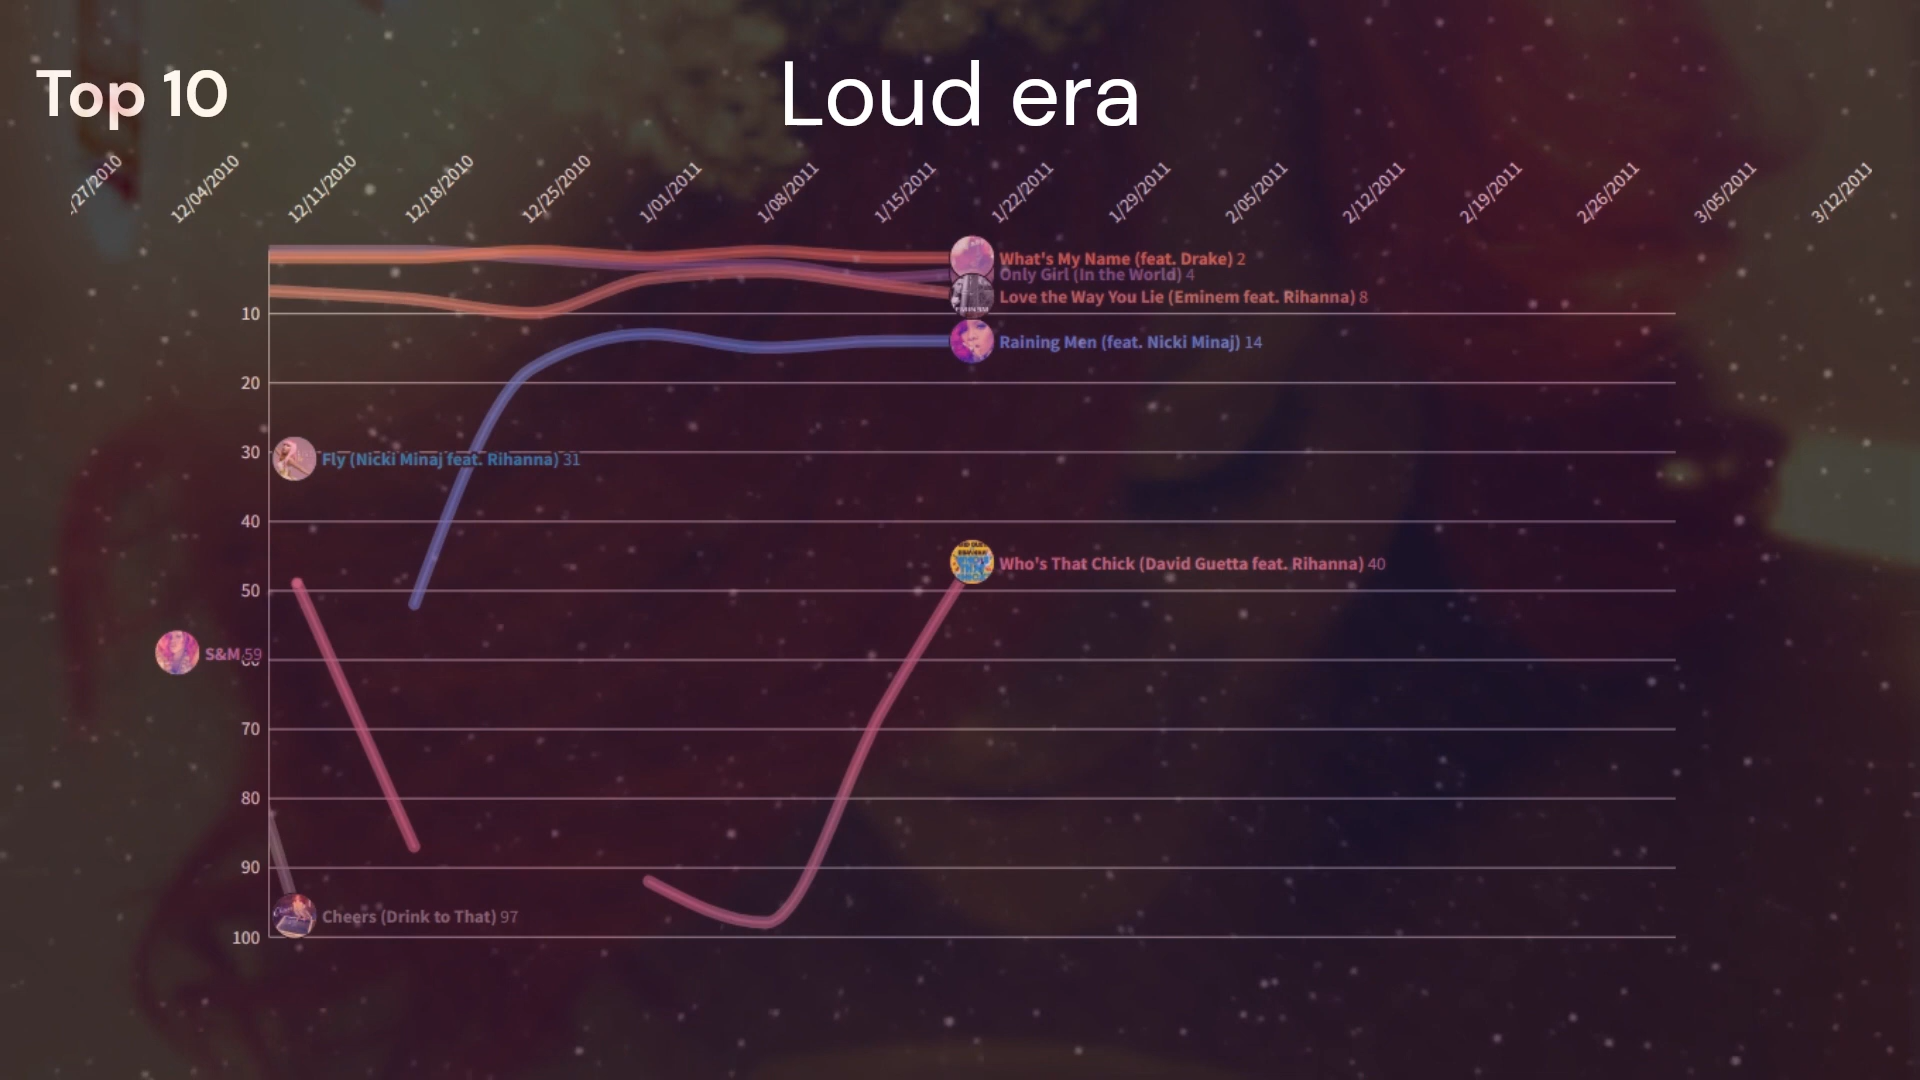 Top 10
Loud era
/27/2010
12/04/2010
12/11/2010
12/18/2010
12/25/2010
1/01/2011
1/08/2011
1/15/2011
1/22/2011
1/29/2011
2/05/2011
2/12/2011
2/19/2011
2/26/2011
3/05/2011
3/12/2011
What's My Name (feat. Drake) 2
Only Girl (In the World) 4
Love the Way You Lie (Eminem feat. Rihanna) 8
10
Raining Men (feat. Nicki Minaj) 14
20
30
Fly (Nicki Minaj feat. Rihanna) 31
40
Who's That Chick (David Guetta feat. Rihanna) 40
50
S&M 59
70
80
90
Cheers (Drink to That) 97
100